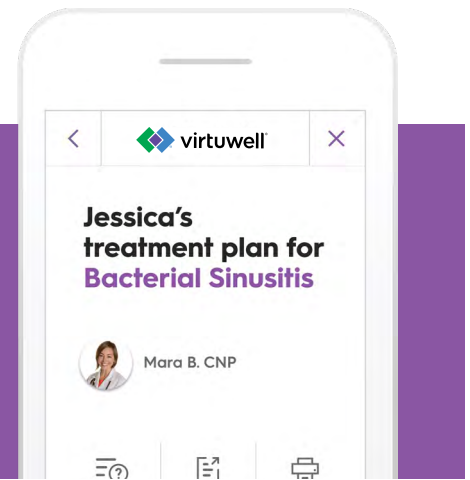 virtuwell
Jessica's
treatment plan for
Bacterial Sinusitis
Mara B. CNP